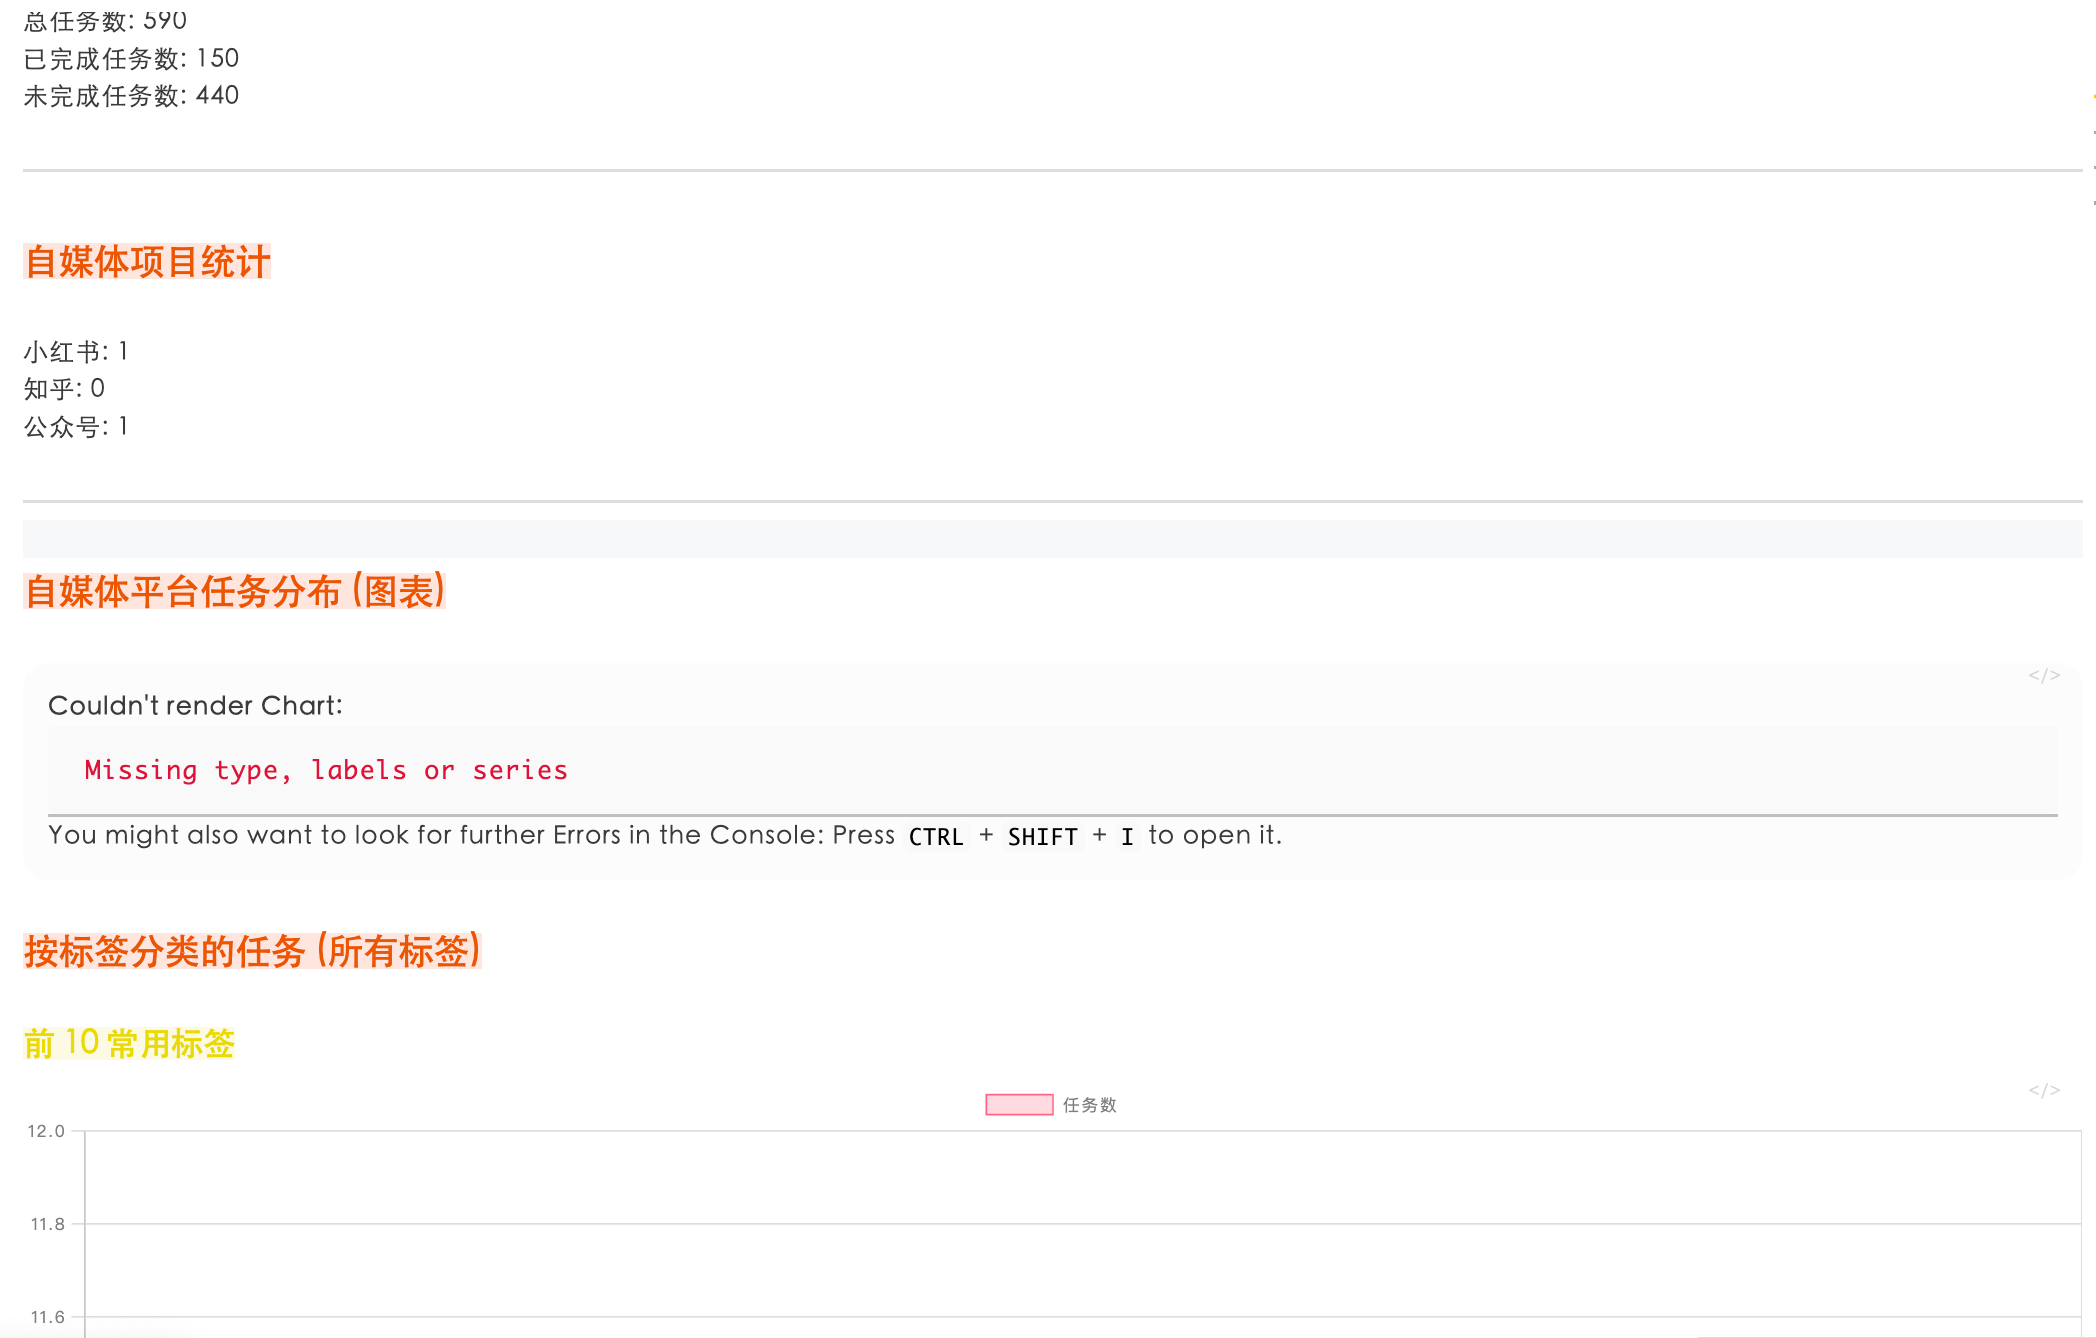 总任务数: 590
已完成任务数: 150
未完成任务数: 440
自媒体项目统计
小红书: 1
知乎: 0
公众号: 1
自媒体平台任务分布 (图表)
</>
Couldn't render Chart:
Missing type, labels or series
You might also want to look for further Errors in the Console: Press CTRL + SHIFT + I to open it.
按标签分类的任务 (所有标签)
前 10 常用标签
</>
任务数
12.0
11.8
11.6